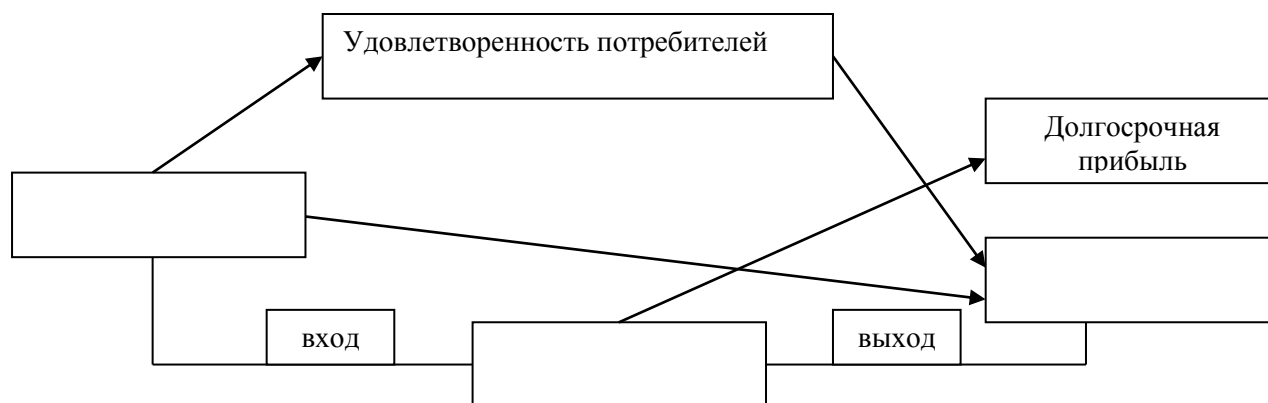 Удовлетворенность потребителей
Долгосрочная
прибыль
вход
выход